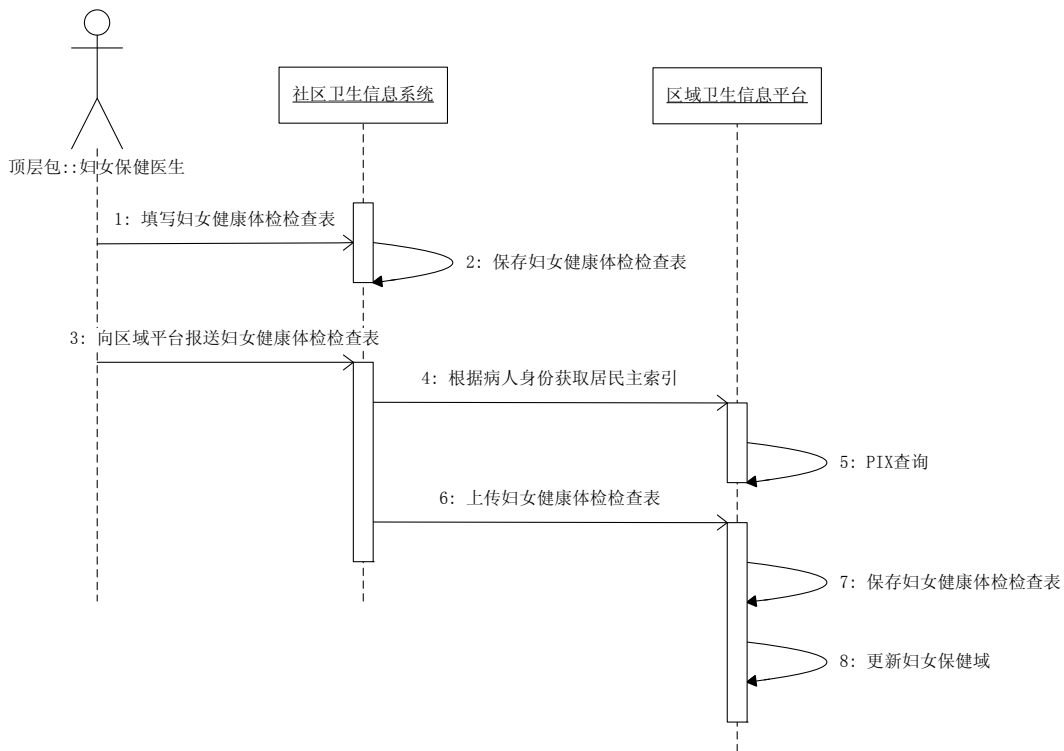 社区卫生信息系统
区域卫生信息平台
顶层包::妇女保健医生
1: 填写妇女健康体检检查表
2: 保存妇女健康体检检查表
3: 向区域平台报送妇女健康体检检查表
4: 根据病人身份获取居民主索引
5: PIX查询
6: 上传妇女健康体检检查表
7: 保存妇女健康体检检查表
8: 更新妇女保健域